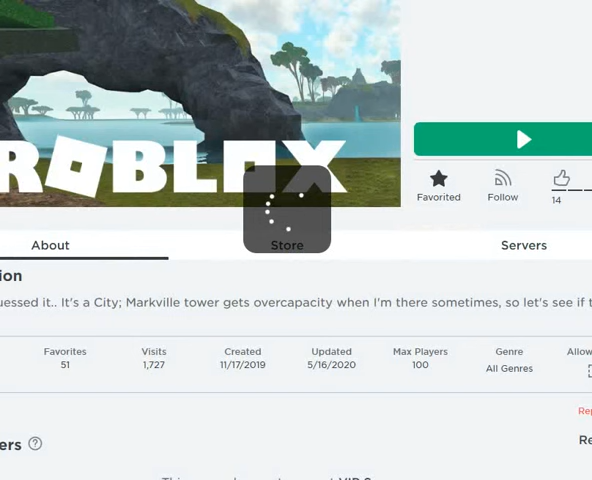 ROBLOX
Favorited Follow 14
About Store Servers
ion
uessed it.. It's a City; Markville tower gets overcapacity when I'm there sometimes, so let's see if t
Favorites Visits Created Updated Max Players Genre Allow
51 1,727 11/17/2019 5/16/2020 100 All Genres
Rep
ers ? Re